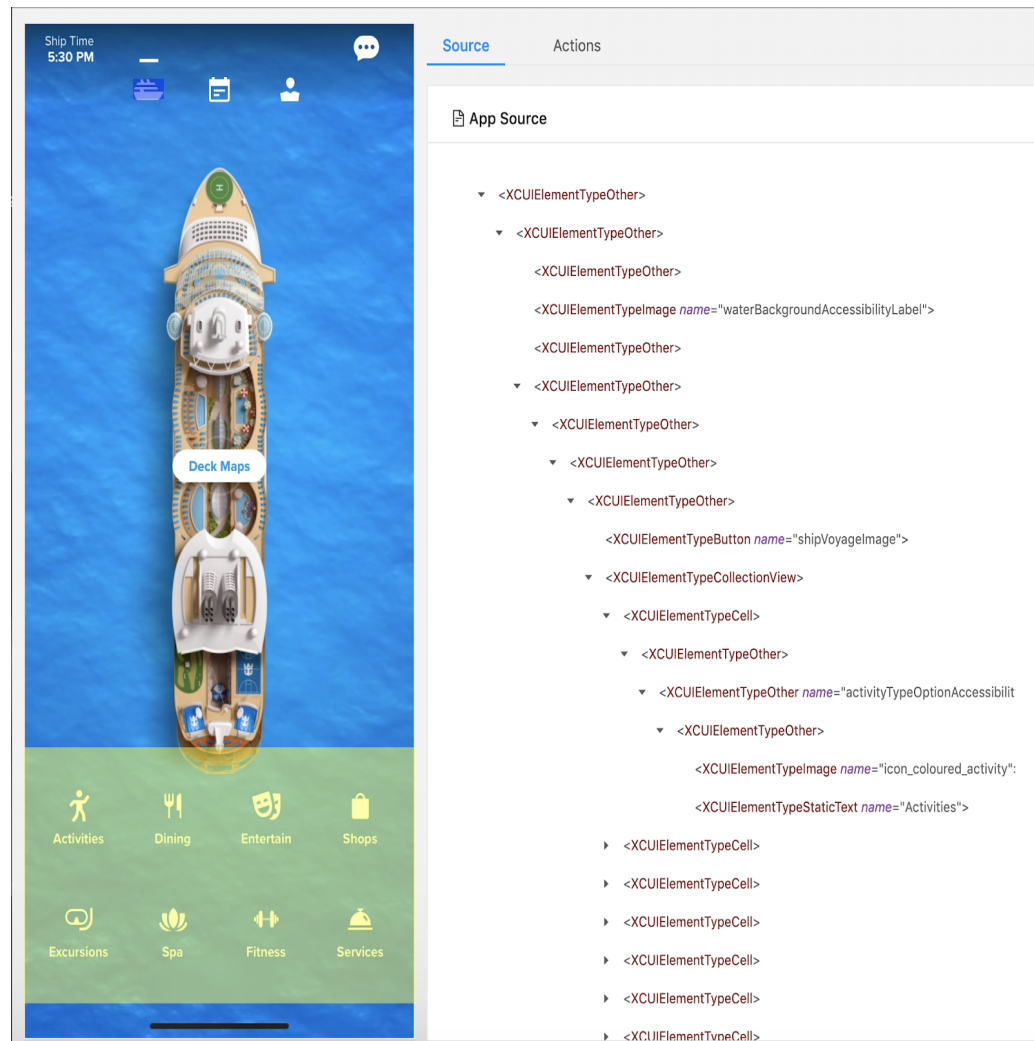 Ship Time
5:30 PM
Deck Maps
Activities Dining Entertain Shops
Excursions Spa Fitness Services
Source Actions
App Source
<XCUIElementTypeOther>
<XCUIElementTypeOther>
<XCUIElementTypeOther>
<XCUIElementTypeImage name="waterBackgroundAccessibilityLabel">
<XCUIElementTypeOther>
<XCUIElementTypeOther>
<XCUIElementTypeOther>
<XCUIElementTypeOther>
<XCUIElementTypeOther>
<XCUIElementTypeButton name="shipVoyageImage">
<XCUIElementTypeCollectionView>
<XCUIElementTypeCell>
<XCUIElementTypeOther>
<XCUIElementTypeOther name="activityTypeOptionAccessibilit
<XCUIElementTypeOther>
<XCUIElementTypeImage name="icon_coloured_activity":
<XCUIElementTypeStaticText name="Activities">
<XCUIElementTypeCell>
<XCUIElementTypeCell>
<XCUIElementTypeCell>
<XCUIElementTypeCell>
<XCUIElementTypeCell>
<XCUIElementTypeCell>